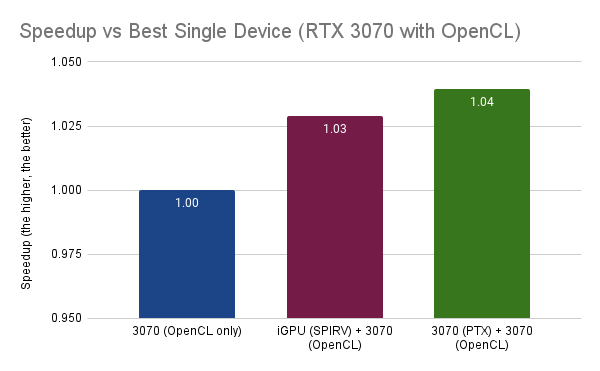 Speedup vs Best Single Device (RTX 3070 with OpenCL)
Speedup (the higher, the better)
1.050
1.025
1.000
0.975
0.950
1.00
1.03
1.04
3070 (OpenCL only)
iGPU (SPIRV) + 3070
(OpenCL)
3070 (PTX) + 3070
(OpenCL)